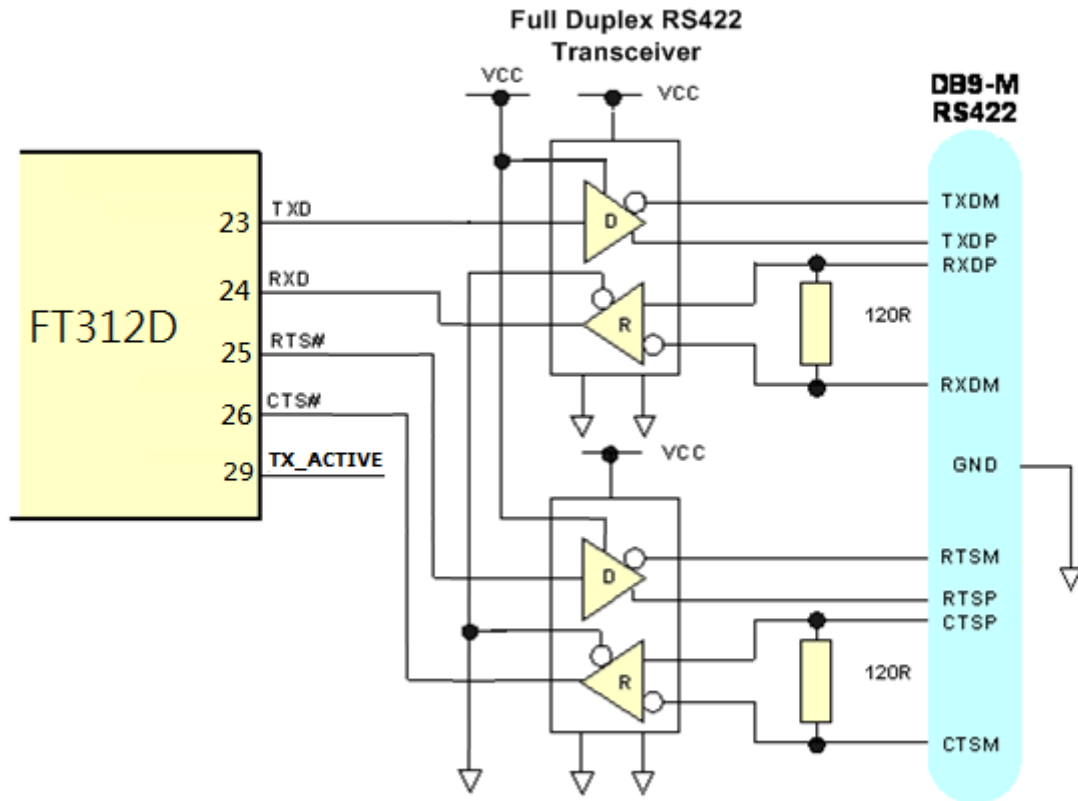 Full Duplex RS422
Transceiver
VCC
VCC
DB9-M
RS422
FT312D
23
TXD
24
RXD
25
RTS#
26
CTS#
29
TX_ACTIVE
D
R
TXDM
TXDP
RXDP
120R
RXDM
VCC
GND
D
R
RTSM
RTSP
CTSP
120R
CTSM